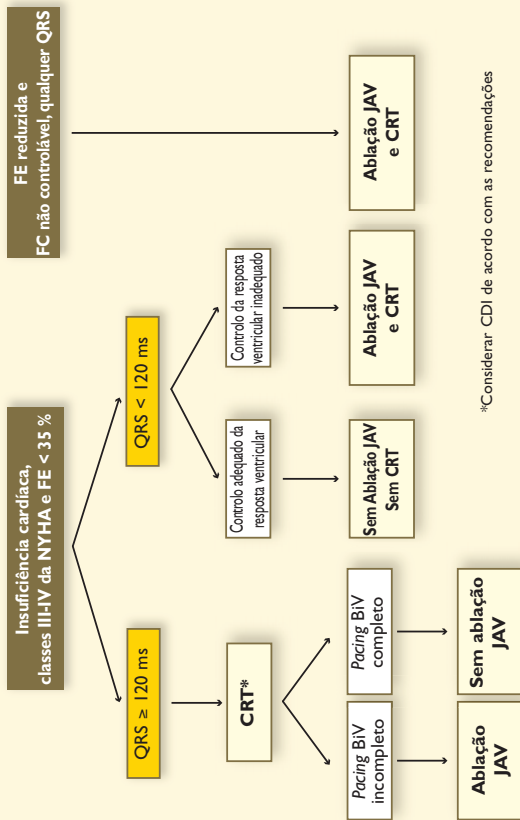 Insuficiência cardíaca,
classes III-IV da NYHA e FE < 35 %
FE reduzida e
FC não controlável, qualquer QRS
QRS ≥ 120 ms
QRS < 120 ms
CRT*
Controlo adequado da
resposta ventricular
Controlo da resposta
ventricular inadequado
Pacing BiV
incompleto
Pacing BiV
completo
Ablação
JAV
Sem ablação
JAV
Sem Ablação JAV
Sem CRT
Ablação JAV
e CRT
Ablação JAV
e CRT
*Considerar CDI de acordo com as recomendações